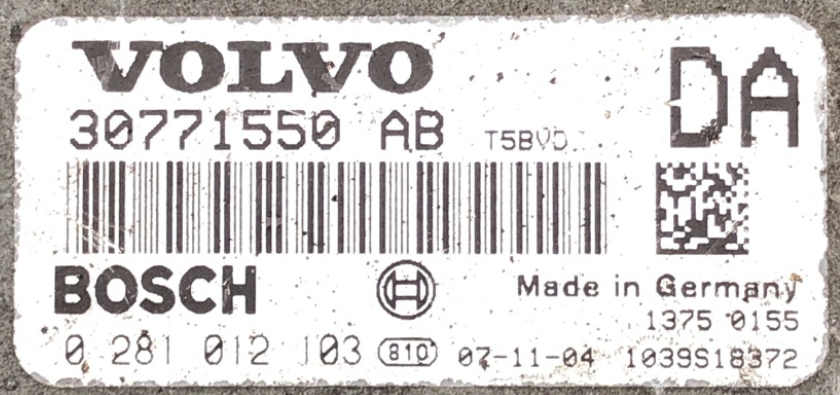 VOLVO
DA
30771550 AB
BOSCH
Made in Germany
1375 0155
0 281 012 103 810 07-11-04 1039S18372